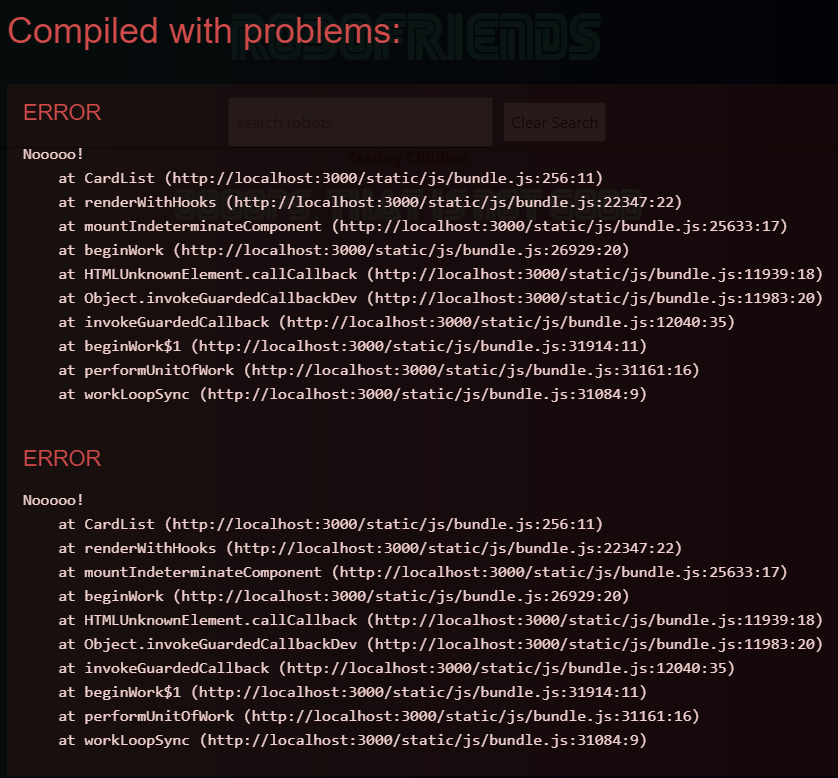 ROBOFRIENDS
Compiled with problems:
ERROR
search robots
Clear Search
Nooooo!
Testing Children
at CardList (http://localhost:3000/static/js/bundle.js:256:11)
OOOOPS. THAT IS NOT GOOD
at renderWithHooks (http://localhost:3000/static/js/bundle.js:22347:22)
at mountIndeterminateComponent (http://localhost:3000/static/js/bundle.js:25633:17)
at beginWork (http://localhost:3000/static/js/bundle.js:26929:20)
at HTMLUnknownElement.callCallback (http://localhost:3000/static/js/bundle.js:11939:18)
at Object.invokeGuardedCallbackDev (http://localhost:3000/static/js/bundle.js:11983:20)
at invokeGuardedCallback (http://localhost:3000/static/js/bundle.js:12040:35)
at beginWork$1 (http://localhost:3000/static/js/bundle.js:31914:11)
at performUnitOfWork (http://localhost:3000/static/js/bundle.js:31161:16)
at workLoopSync (http://localhost:3000/static/js/bundle.js:31084:9)
ERROR
Nooooo!
at CardList (http://localhost:3000/static/js/bundle.js:256:11)
at renderWithHooks (http://localhost:3000/static/js/bundle.js:22347:22)
at mountIndeterminateComponent (http://localhost:3000/static/js/bundle.js:25633:17)
at beginWork (http://localhost:3000/static/js/bundle.js:26929:20)
at HTMLUnknownElement.callCallback (http://localhost:3000/static/js/bundle.js:11939:18)
at Object.invokeGuardedCallbackDev (http://localhost:3000/static/js/bundle.js:11983:20)
at invokeGuardedCallback (http://localhost:3000/static/js/bundle.js:12040:35)
at beginWork$1 (http://localhost:3000/static/js/bundle.js:31914:11)
at performUnitOfWork (http://localhost:3000/static/js/bundle.js:31161:16)
at workLoopSync (http://localhost:3000/static/js/bundle.js:31084:9)